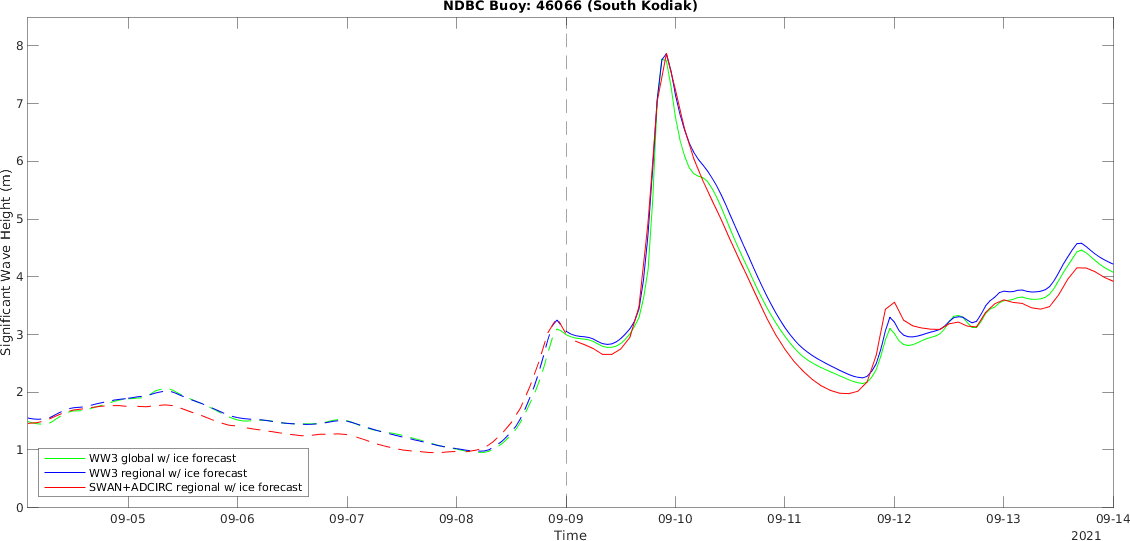 NDBC Buoy: 46066 (South Kodiak)
Significant Wave Height (m)
8
7
6
5
4
3
2
1
0
WW3 global w/ ice forecast
WW3 regional w/ ice forecast
SWAN+ADCIRC regional w/ ice forecast
09-05 09-06 09-07 09-08 09-09 09-10 09-11 09-12 09-13 09-14
Time
2021